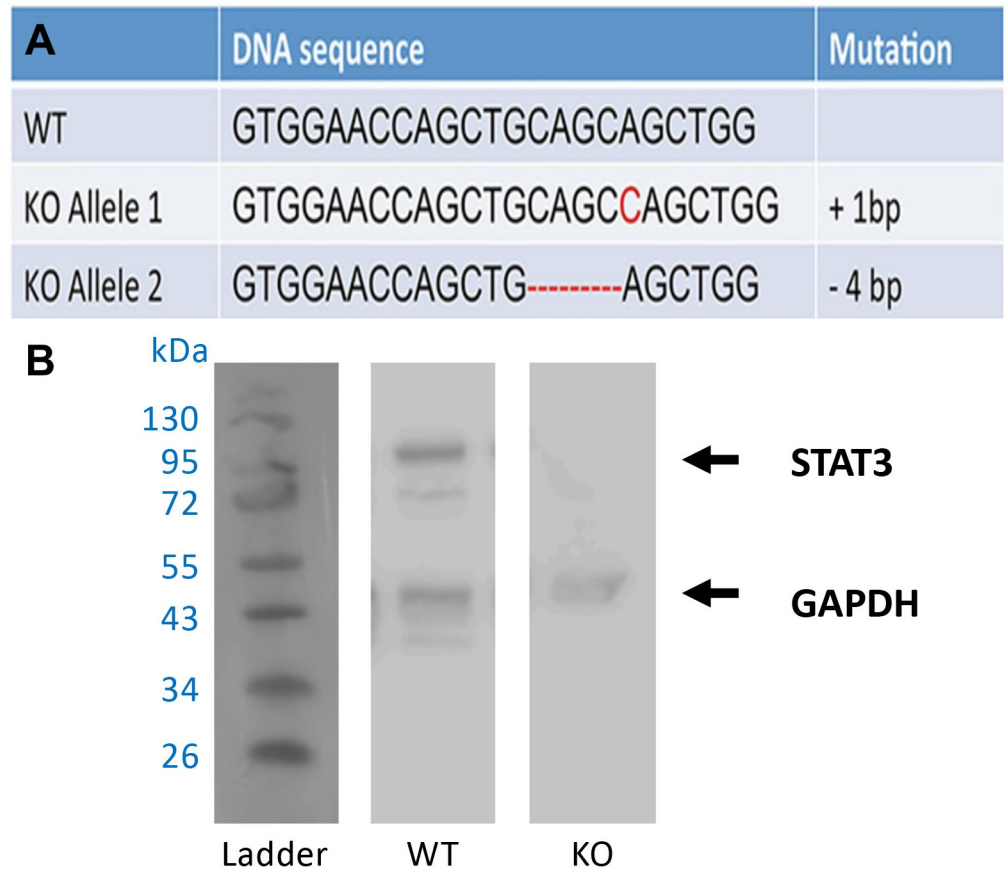 A
DNA sequence
Mutation
WT
GTGGAACCAGCTGCAGCAGCTGG
KO Allele 1
GTGGAACCAGCTGCAGCCAGCTGG
+ 1bp
KO Allele 2
GTGGAACCAGCTG---------AGCTGG
- 4 bp
B
kDa
130
95
72
55
43
34
26
STAT3
GAPDH
Ladder
WT
KO